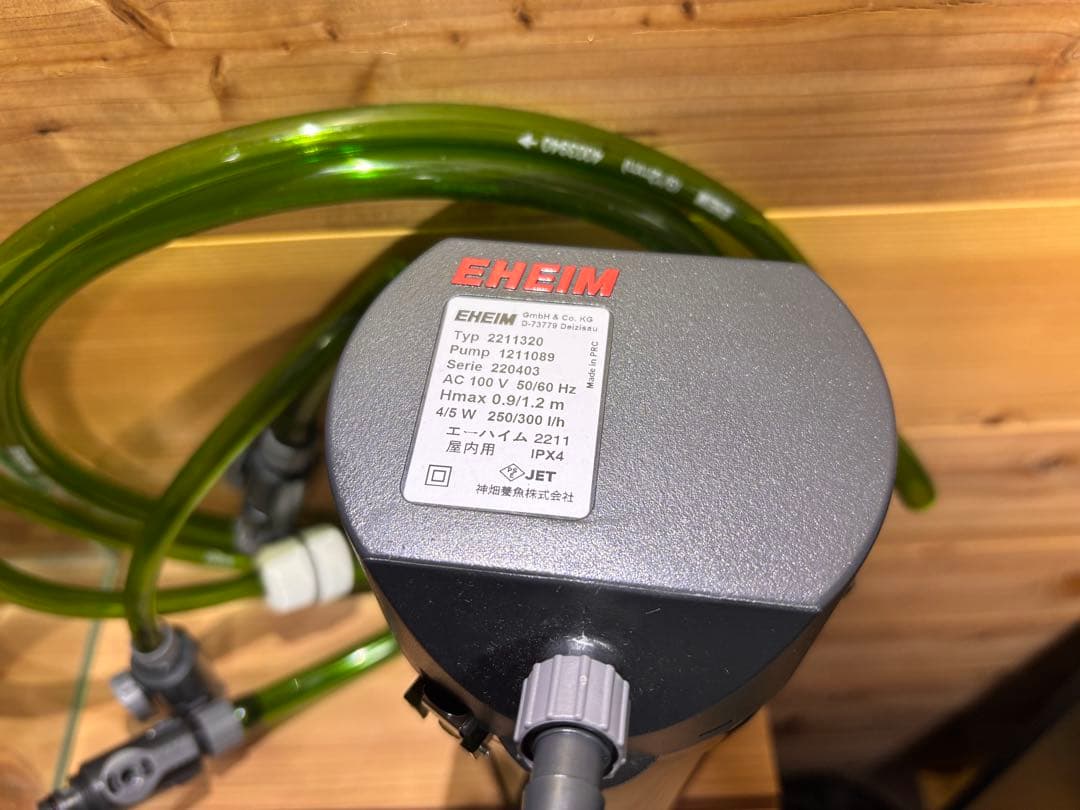 EHEIM
EHEIM GmbH & Co. KG
D-73779 Deizisau
Typ 2211320
Pump 1211089
Serie 220403
AC 100 V 50/60 Hz
Hmax 0.9/1.2 m
4/5 W 250/300 l/h
エーハイム 2211
屋内用 IPX4
Made in PRC
PSE JET
神畑養魚株式会社